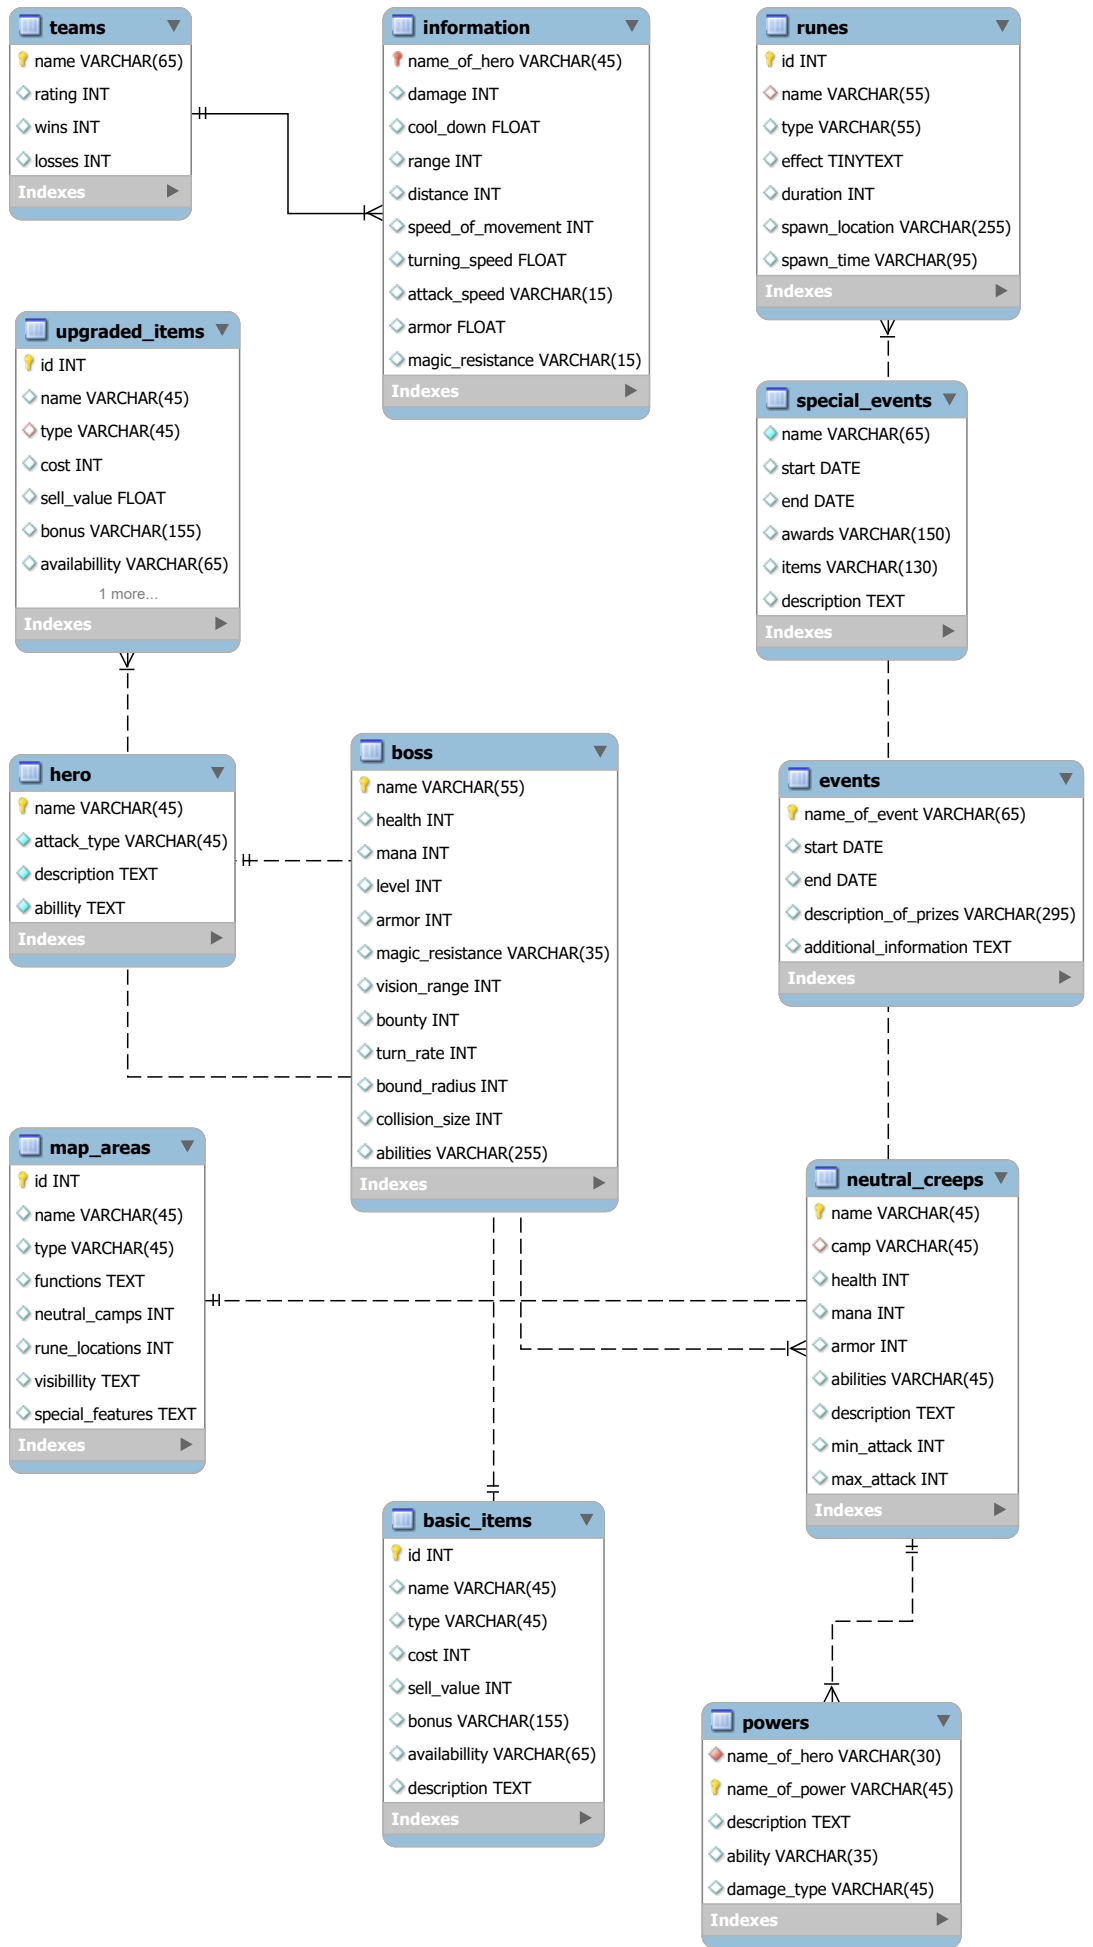 teams
name VARCHAR(65)
rating INT
wins INT
losses INT
Indexes
information
name_of_hero VARCHAR(45)
damage INT
cool_down FLOAT
range INT
distance INT
speed_of_movement INT
turning_speed FLOAT
attack_speed VARCHAR(15)
armor FLOAT
magic_resistance VARCHAR(15)
Indexes
runes
id INT
name VARCHAR(55)
type VARCHAR(55)
effect TINYTEXT
duration INT
spawn_location VARCHAR(255)
spawn_time VARCHAR(95)
Indexes
upgraded_items
id INT
name VARCHAR(45)
type VARCHAR(45)
cost INT
sell_value FLOAT
bonus VARCHAR(155)
availabillity VARCHAR(65)
1 more...
Indexes
special_events
name VARCHAR(65)
start DATE
end DATE
awards VARCHAR(150)
items VARCHAR(130)
description TEXT
Indexes
hero
name VARCHAR(45)
attack_type VARCHAR(45)
description TEXT
abillity TEXT
Indexes
boss
name VARCHAR(55)
health INT
mana INT
level INT
armor INT
magic_resistance VARCHAR(35)
vision_range INT
bounty INT
turn_rate INT
bound_radius INT
collision_size INT
abilities VARCHAR(255)
Indexes
events
name_of_event VARCHAR(65)
start DATE
end DATE
description_of_prizes VARCHAR(295)
additional_information TEXT
Indexes
map_areas
id INT
name VARCHAR(45)
type VARCHAR(45)
functions TEXT
neutral_camps INT
rune_locations INT
visibillity TEXT
special_features TEXT
Indexes
neutral_creeps
name VARCHAR(45)
camp VARCHAR(45)
health INT
mana INT
armor INT
abilities VARCHAR(45)
description TEXT
min_attack INT
max_attack INT
Indexes
basic_items
id INT
name VARCHAR(45)
type VARCHAR(45)
cost INT
sell_value INT
bonus VARCHAR(155)
availabillity VARCHAR(65)
description TEXT
Indexes
powers
name_of_hero VARCHAR(30)
name_of_power VARCHAR(45)
description TEXT
ability VARCHAR(35)
damage_type VARCHAR(45)
Indexes